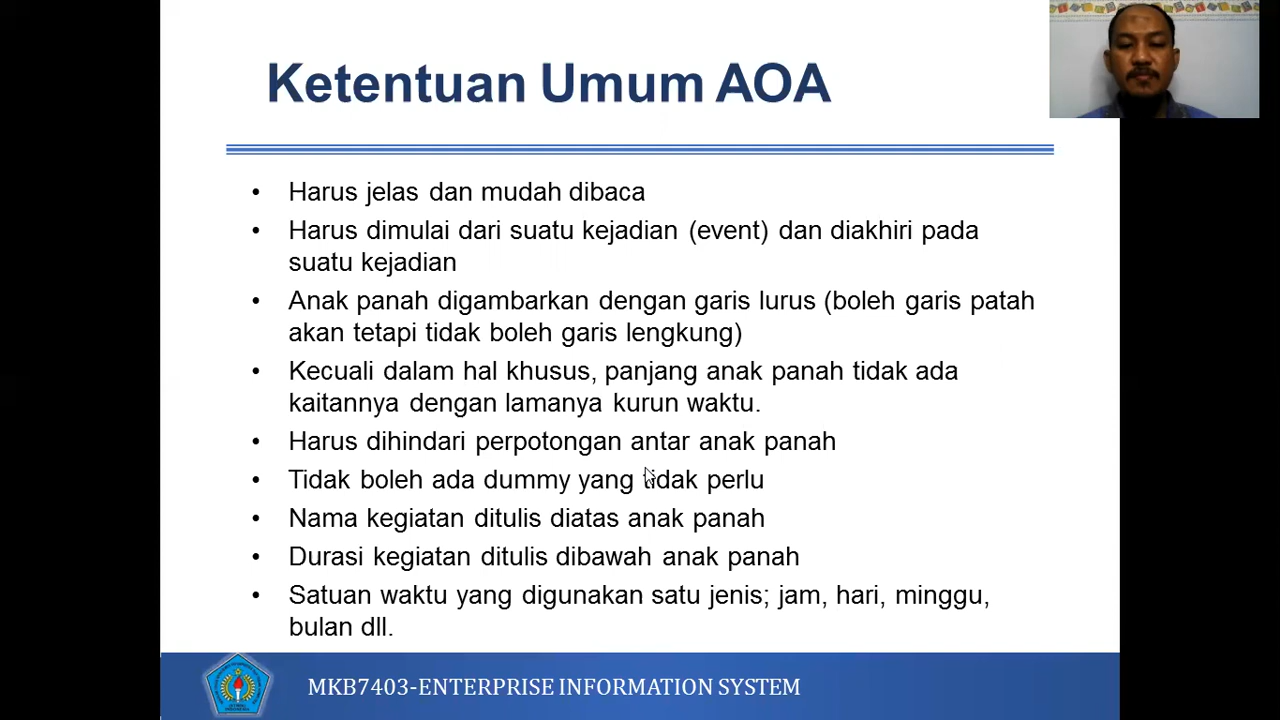 Ketentuan Umum AOA
• Harus jelas dan mudah dibaca
• Harus dimulai dari suatu kejadian (event) dan diakhiri pada
suatu kejadian
• Anak panah digambarkan dengan garis lurus (boleh garis patah
akan tetapi tidak boleh garis lengkung)
• Kecuali dalam hal khusus, panjang anak panah tidak ada
kaitannya dengan lamanya kurun waktu.
• Harus dihindari perpotongan antar anak panah
• Tidak boleh ada dummy yang tidak perlu
• Nama kegiatan ditulis diatas anak panah
• Durasi kegiatan ditulis dibawah anak panah
• Satuan waktu yang digunakan satu jenis; jam, hari, minggu,
bulan dll.
MKB7403-ENTERPRISE INFORMATION SYSTEM